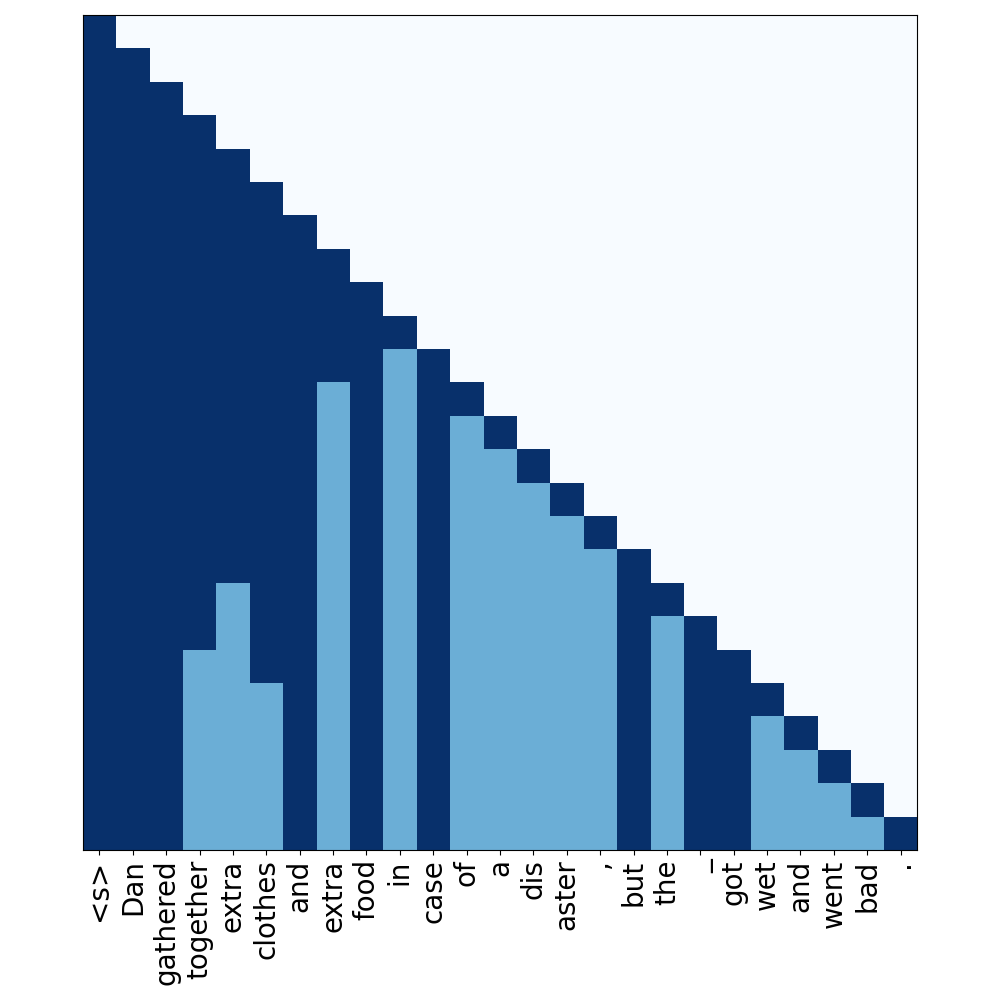 <s>
Dan
gathered
together
extra
clothes
and
extra
food
in
case
of
a
dis
aster
,
but
the
_
got
wet
and
went
bad
.